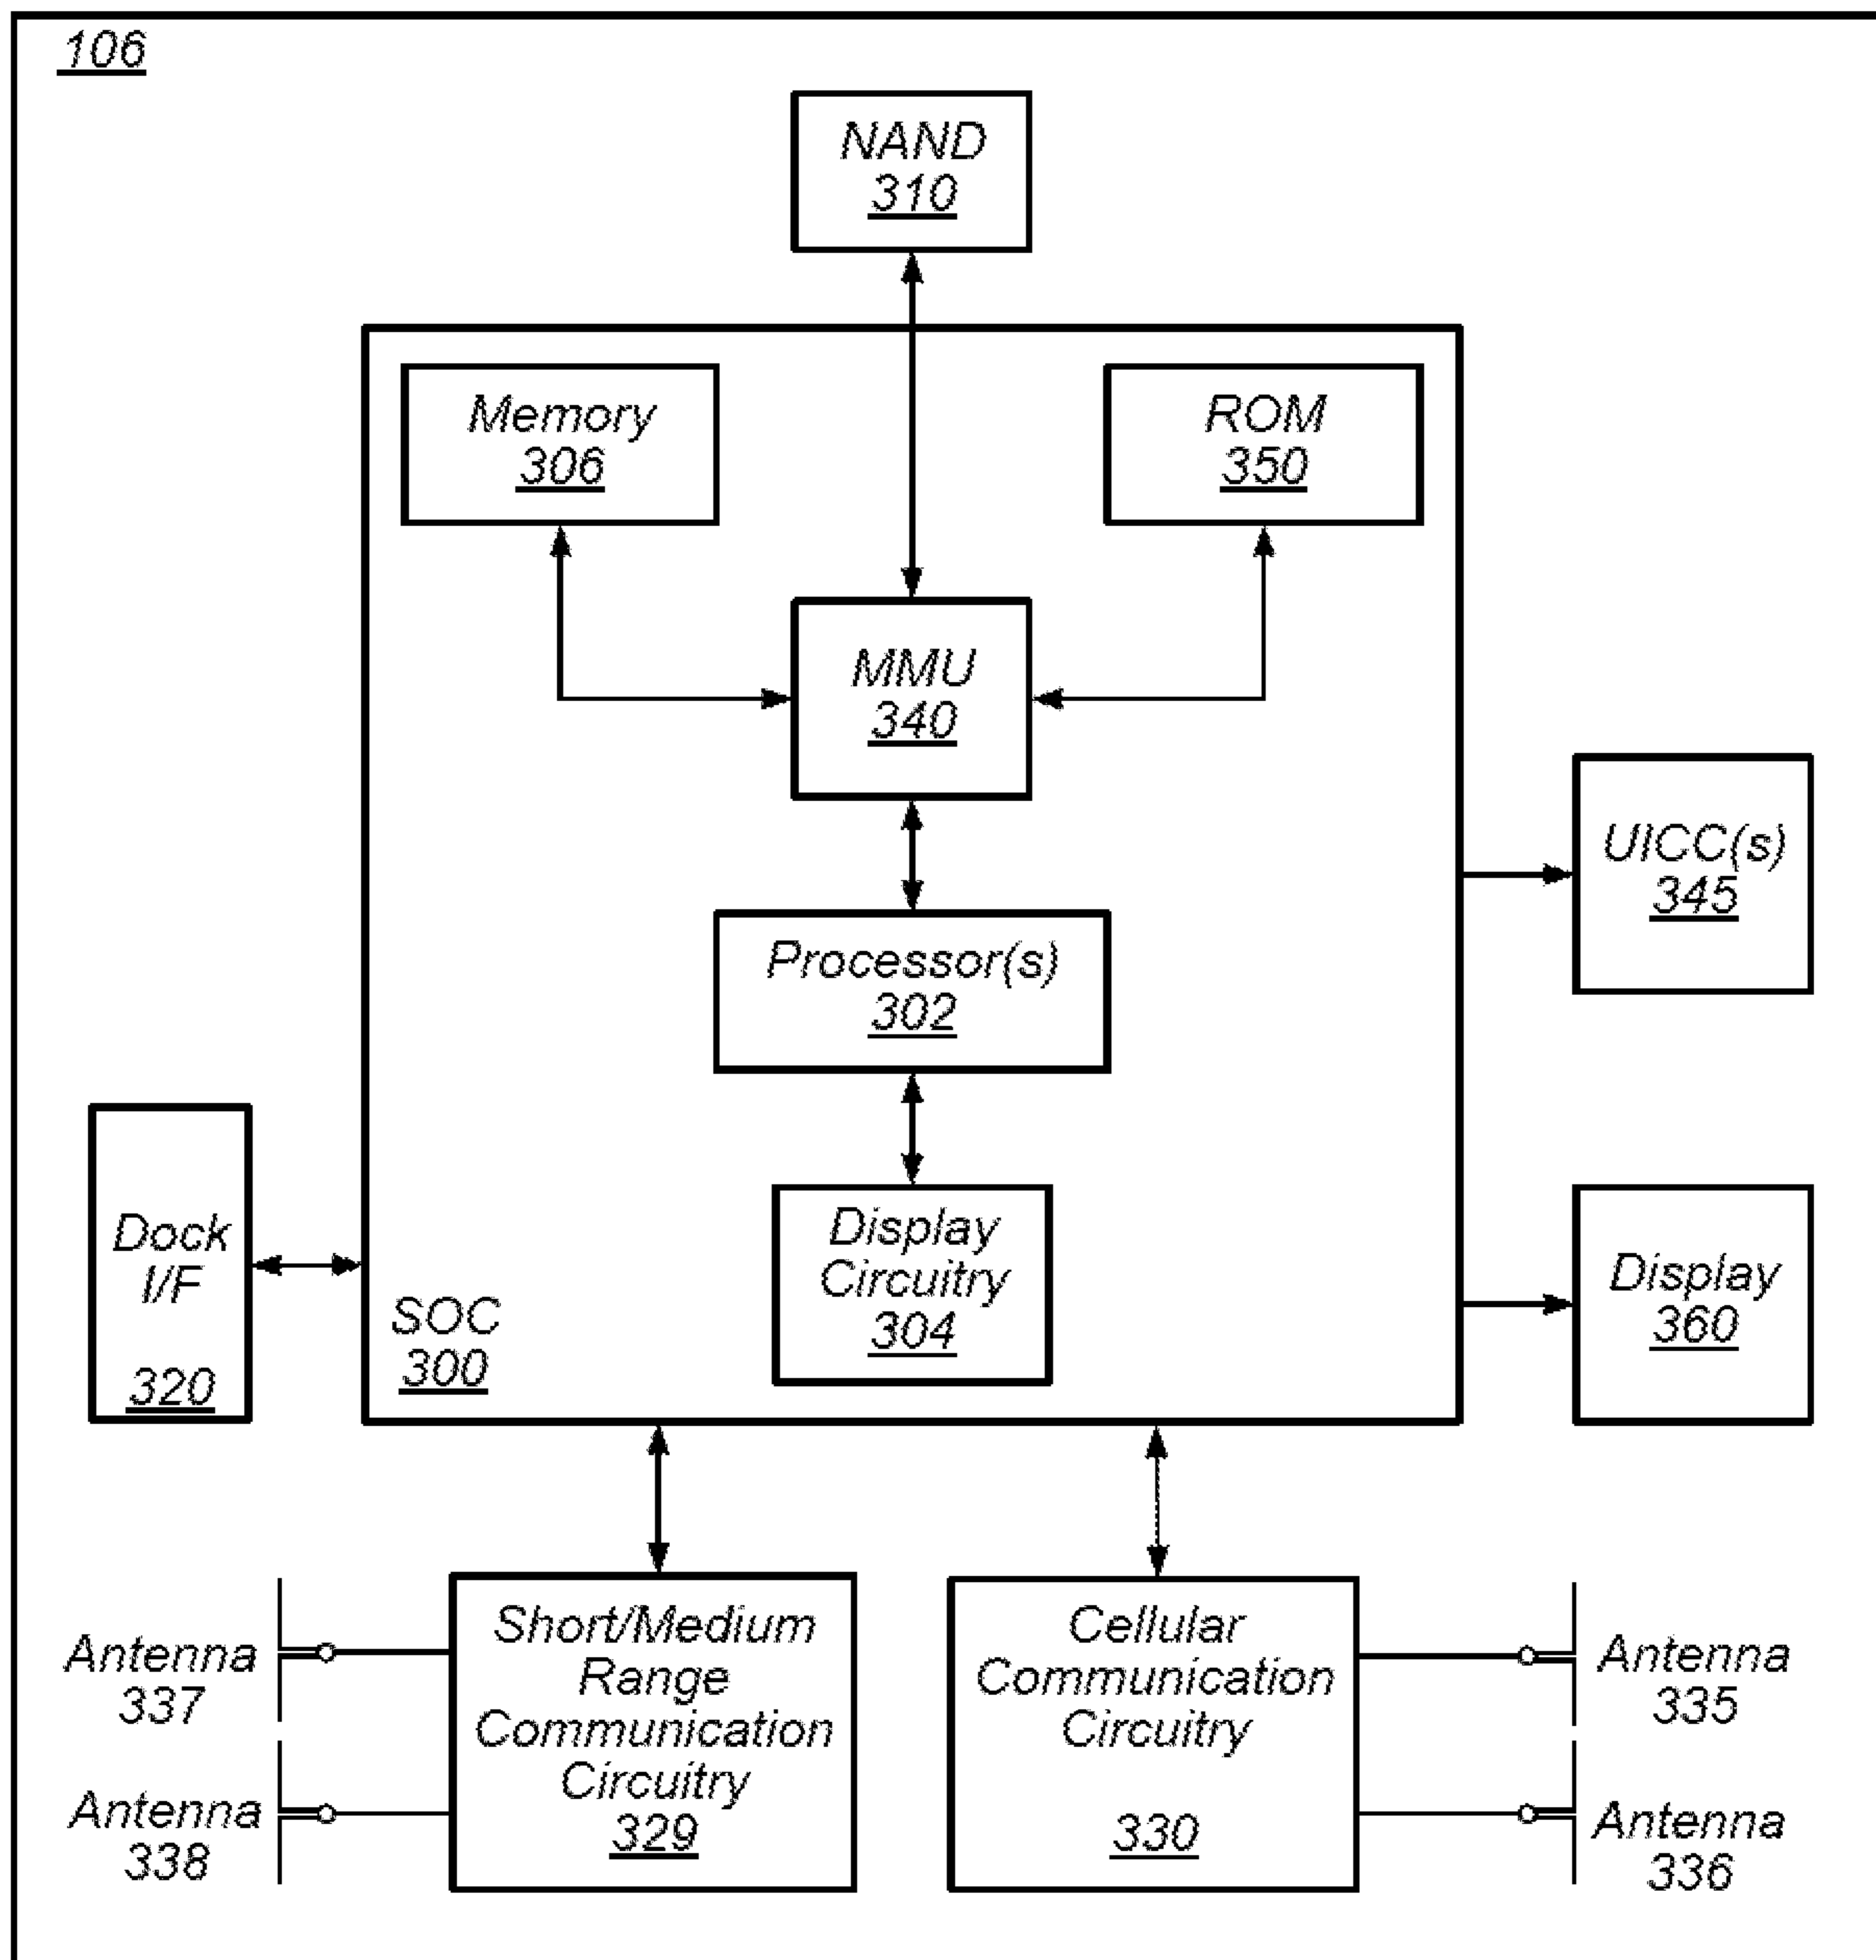 106
NAND
310
Memory
306
ROM
350
MMU
340
UICC(s)
345
Processor(s)
302
Dock
I/F
320
Display
Circuitry
304
SOC
300
Display
360
Short/Medium
Range
Communication
Circuitry
329
Cellular
Communication
Circuitry
330
Antenna
337
Antenna
338
Antenna
335
Antenna
336